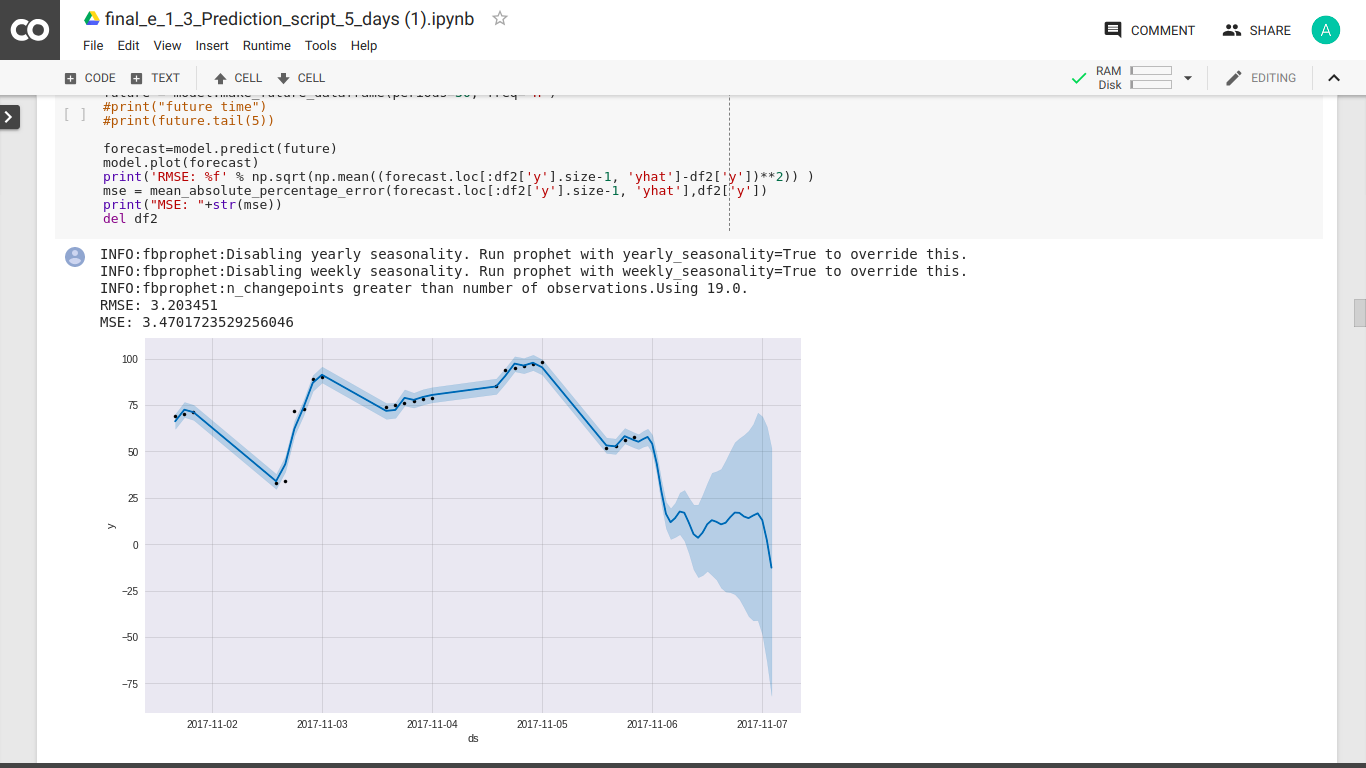 CO
final_e_1_3_Prediction_script_5_days (1).ipynb
COMMENT
SHARE
A
File Edit View Insert Runtime Tools Help
CODE TEXT CELL CELL
RAM
Disk
EDITING
[ ]
#print("future time")
#print(future.tail(5))
forecast=model.predict(future)
model.plot(forecast)
print('RMSE: %f' % np.sqrt(np.mean((forecast.loc[:df2['y'].size-1, 'yhat']-df2['y'])**2)) )
mse = mean_absolute_percentage_error(forecast.loc[:df2['y'].size-1, 'yhat'],df2['y'])
print("MSE: "+str(mse))
del df2
INFO:fbprophet:Disabling yearly seasonality. Run prophet with yearly_seasonality=True to override this.
INFO:fbprophet:Disabling weekly seasonality. Run prophet with weekly_seasonality=True to override this.
INFO:fbprophet:n_changepoints greater than number of observations.Using 19.0.
RMSE: 3.203451
MSE: 3.4701723529256046
100
75
50
25
0
−25
−50
−75
y
2017-11-02 2017-11-03 2017-11-04 2017-11-05 2017-11-06 2017-11-07
ds